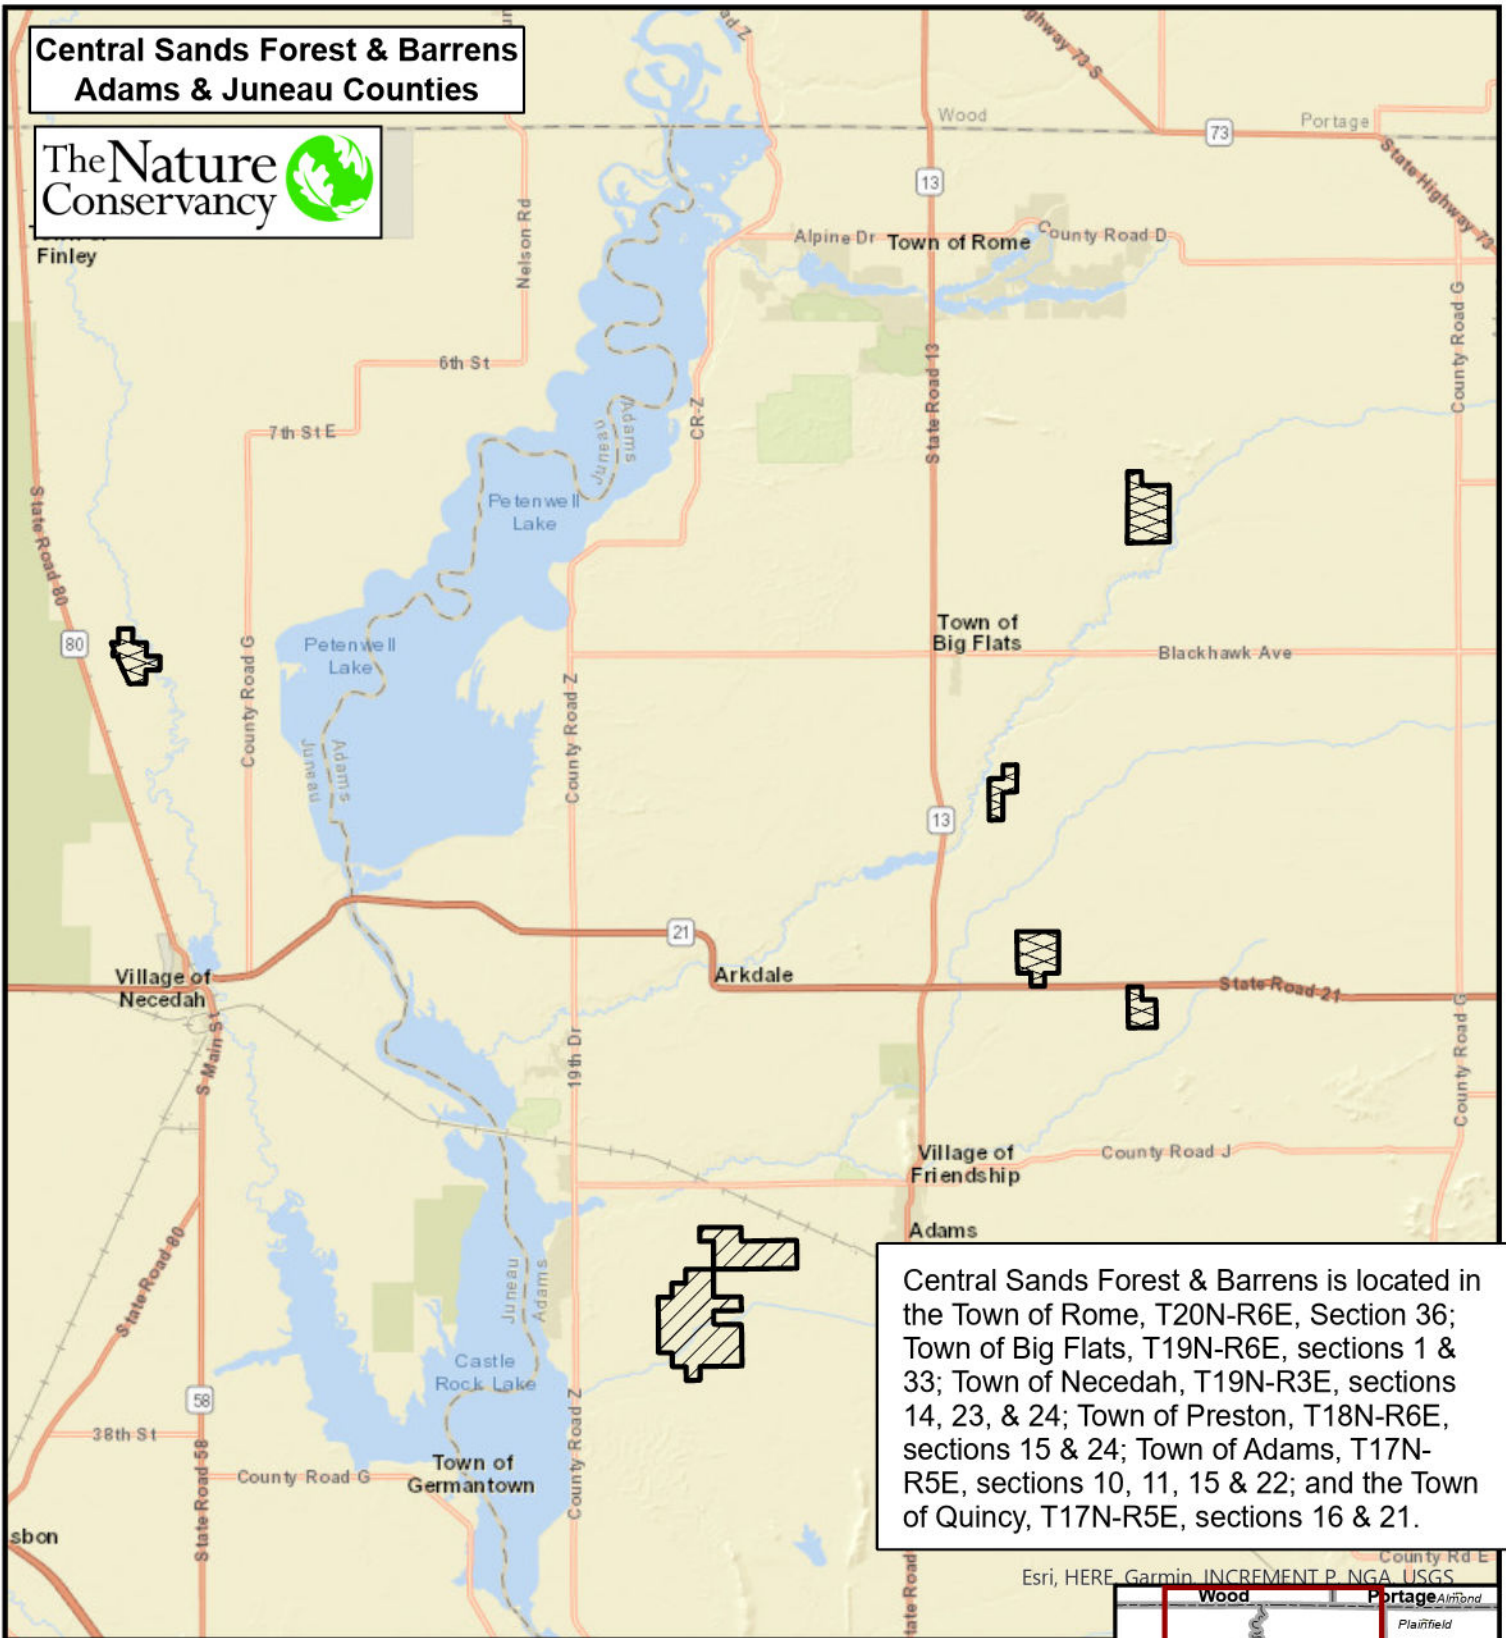 Central Sands Forest & Barrens
Adams & Juneau Counties
The Nature
Conservancy
Finley
Nelson Rd
Wood
Highway 73 S
73
Portage
State Highway 73
13
Alpine Dr
Town of Rome
County Road D
6th St
7th St E
CR-Z
State Road 13
County Road G
Juneau
Adams
Petenwell
Lake
State Road 80
80
County Road G
Petenwell
Lake
Juneau
Adams
County Road Z
Town of
Big Flats
Blackhawk Ave
13
21
Arkdale
State Road 21
Village of
Necedah
S Main St
19th Dr
County Road G
Village of
Friendship
County Road J
Adams
State Road 80
Juneau
Adams
Castle
Rock Lake
58
38th St
State Road 58
County Road G
Town of
Germantown
County Road Z
sbon
Central Sands Forest & Barrens is located in
the Town of Rome, T20N-R6E, Section 36;
Town of Big Flats, T19N-R6E, sections 1 &
33; Town of Necedah, T19N-R3E, sections
14, 23, & 24; Town of Preston, T18N-R6E,
sections 15 & 24; Town of Adams, T17N-
R5E, sections 10, 11, 15 & 22; and the Town
of Quincy, T17N-R5E, sections 16 & 21.
County Rd E
Esri, HERE, Garmin, INCREMENT P, NGA, USGS
Wood
Portage
Almond
Plainfield